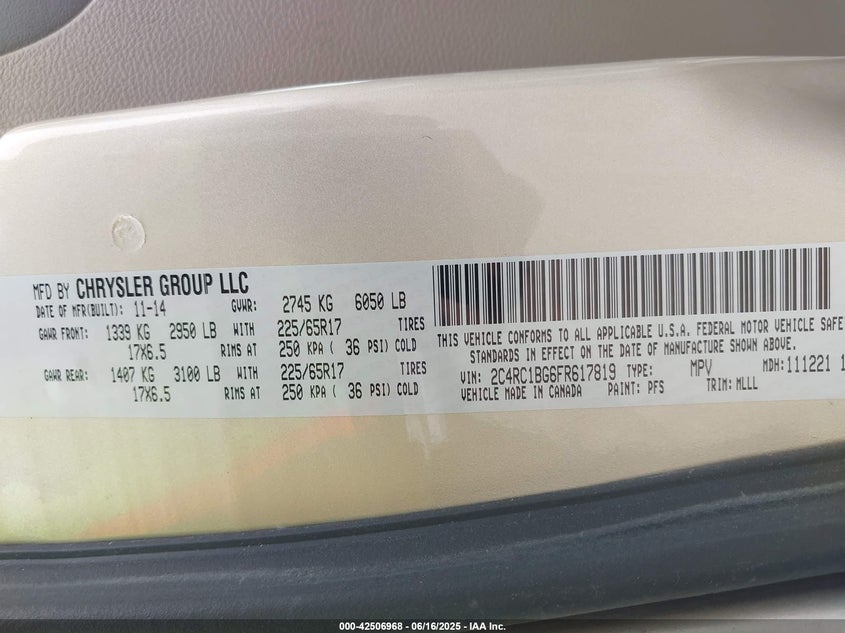 MFD BY CHRYSLER GROUP LLC
DATE OF MFR(BUILT): 11-14 GVWR: 2745 KG 6050 LB
GAWR FRONT: 1339 KG 2950 LB WITH 225/65R17 TIRES
17X6.5 RIMS AT 250 KPA ( 36 PSI) COLD
GAWR REAR: 1407 KG 3100 LB WITH 225/65R17 TIRES
17X6.5 RIMS AT 250 KPA ( 36 PSI) COLD
THIS VEHICLE CONFORMS TO ALL APPLICABLE U.S.A. FEDERAL MOTOR VEHICLE SAFE
STANDARDS IN EFFECT ON THE DATE OF MANUFACTURE SHOWN ABOVE.
VIN: 2C4RC1BG6FR617819 TYPE: MPV MDH: 111221 1
VEHICLE MADE IN CANADA PAINT: PFS TRIM: MLLL
000-42506968 - 06/16/2025 - IAA Inc.